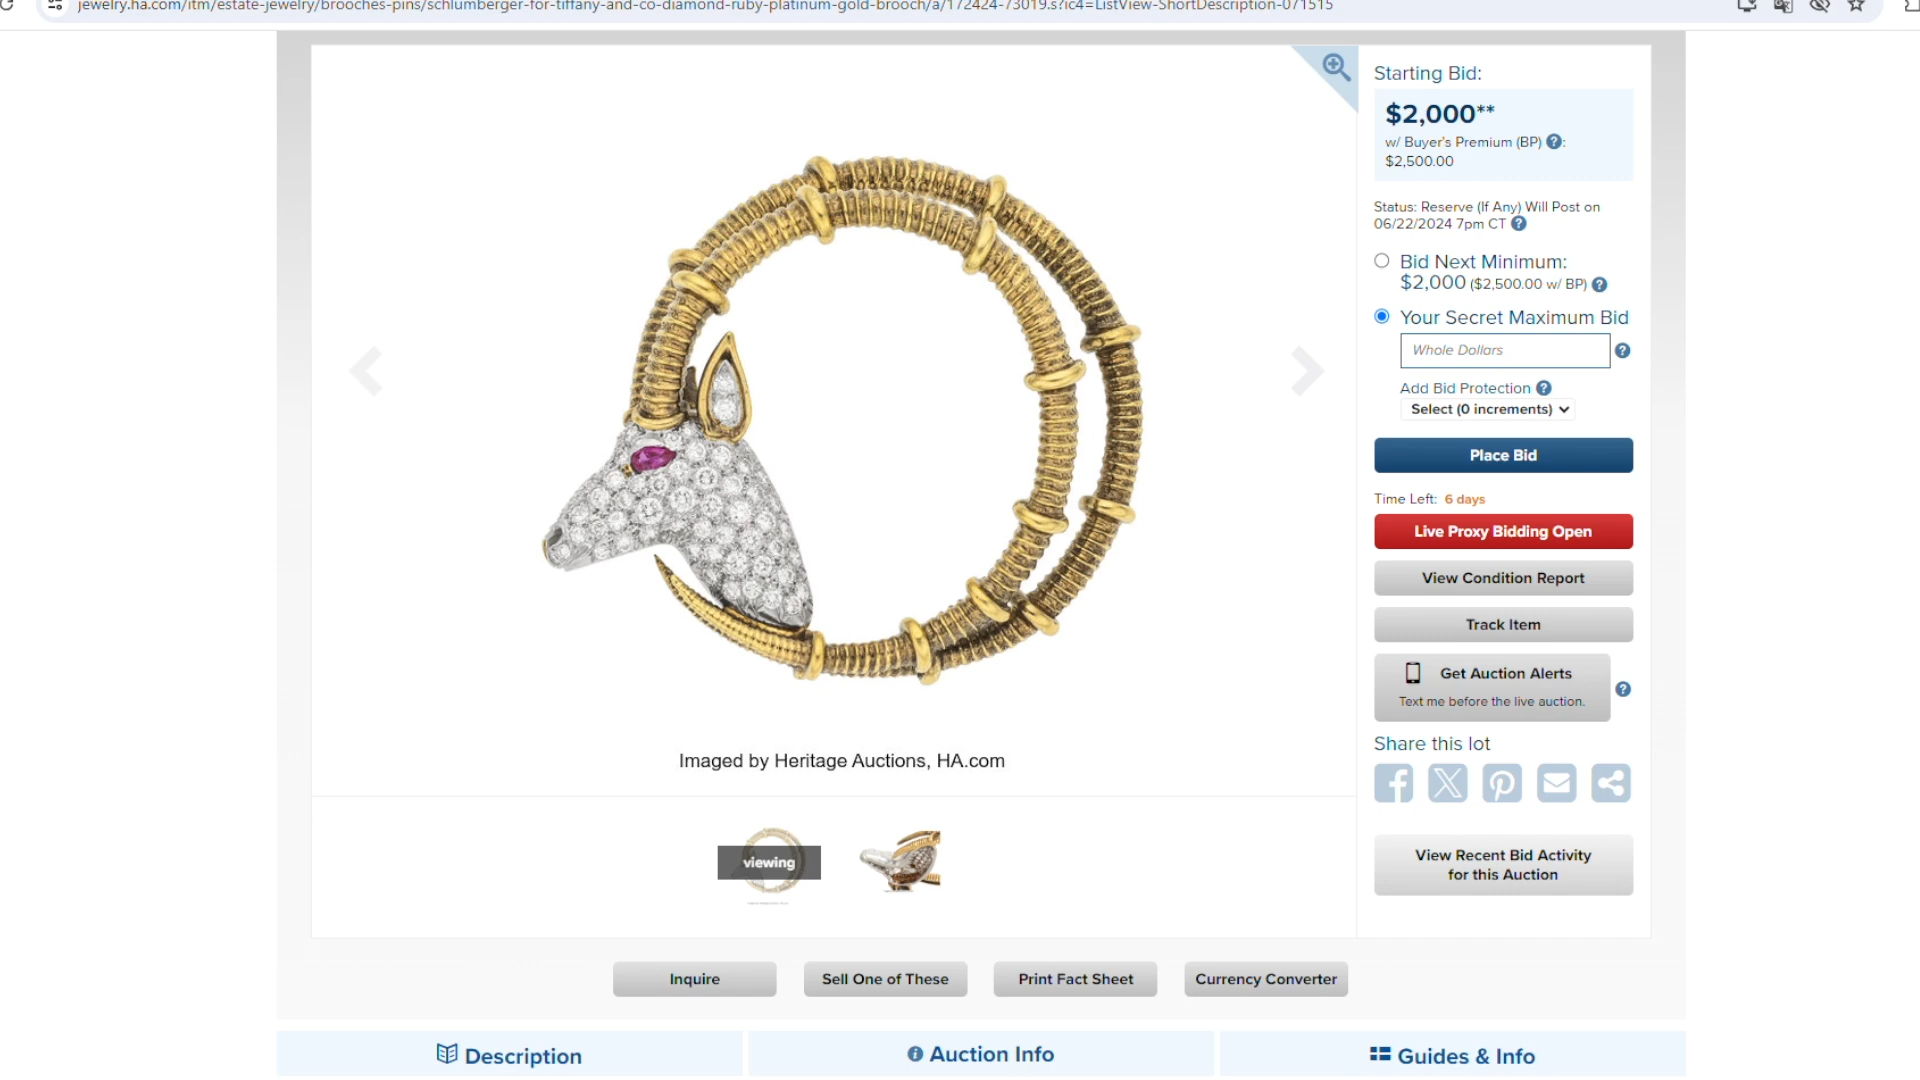 jewelry.ha.com/itm/estate-jewelry/brooches-pins/schlumberger-for-tiffany-and-co-diamond-ruby-platinum-gold-brooch/a/172424-73019.s?ic4=ListView-ShortDescription-071515
Starting Bid:
$2,000**
w/ Buyer's Premium (BP) ?:
$2,500.00
Status: Reserve (If Any) Will Post on
06/22/2024 7pm CT ?
Bid Next Minimum:
$2,000 ($2,500.00 w/ BP) ?
Your Secret Maximum Bid
Whole Dollars ?
Add Bid Protection ?
Select (0 increments)
Place Bid
Time Left: 6 days
Live Proxy Bidding Open
View Condition Report
Track Item
Get Auction Alerts
Text me before the live auction.
?
Share this lot
View Recent Bid Activity
for this Auction
Imaged by Heritage Auctions, HA.com
viewing
Inquire
Sell One of These
Print Fact Sheet
Currency Converter
Description
Auction Info
Guides & Info